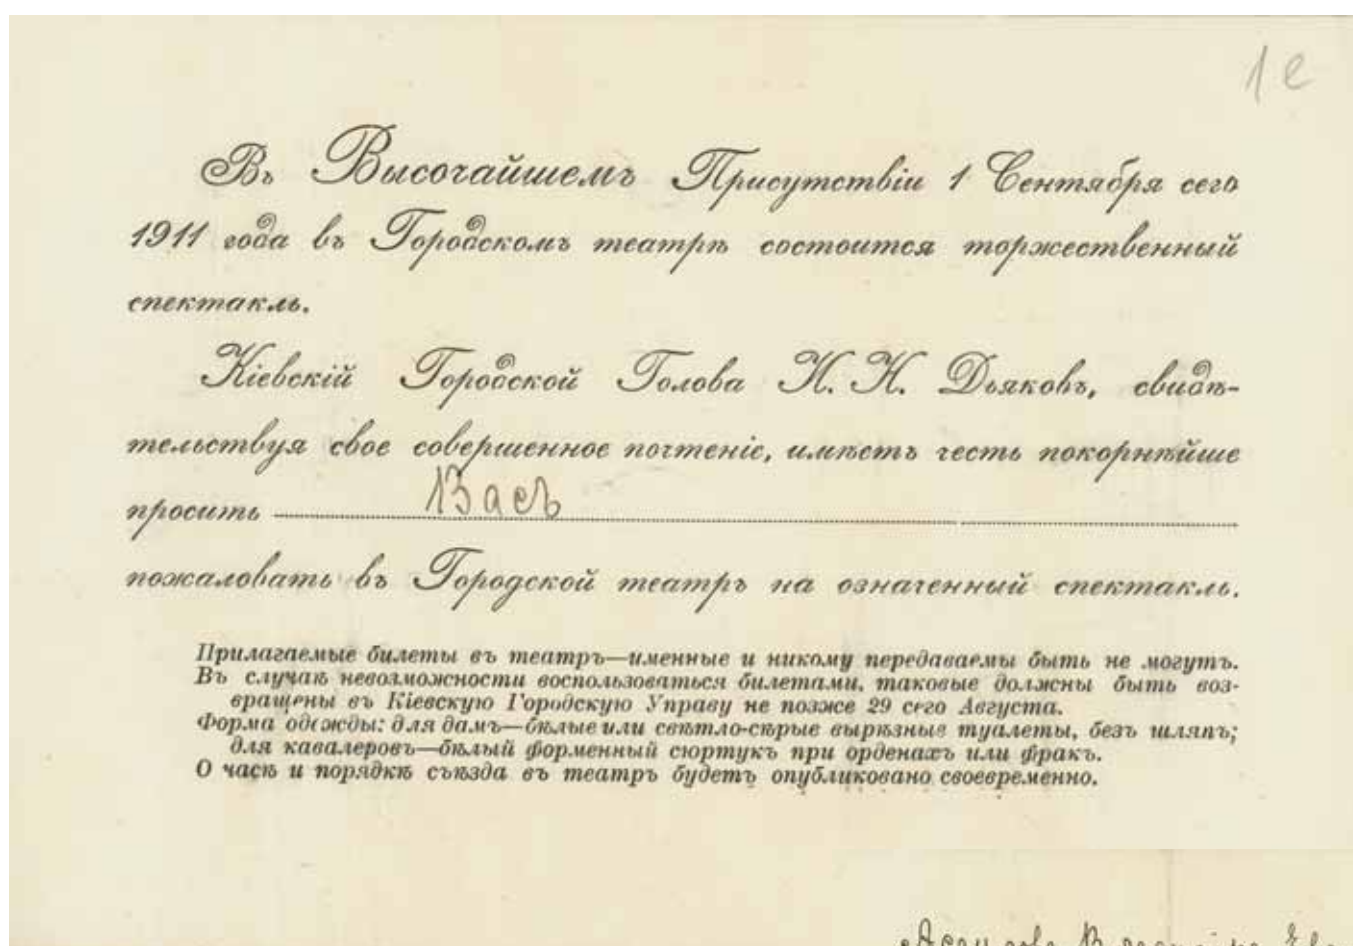 1 е
Въ Высочайшемъ Присутствіи 1 Сентября сего
1911 года въ Городскомъ театрѣ состоится торжественный
спектакль.
Кіевскій Городской Голова И. Н. Дьяковъ, свидѣ-
тельствуя свое совершенное почтеніе, имѣетъ честь покорнѣйше
просить Васъ
пожаловать въ Городской театръ на означенный спектакль.
Прилагаемые билеты въ театръ—именные и никому передаваемы быть не могутъ.
Въ случаѣ невозможности воспользоваться билетами, таковые должны быть воз-
вращены въ Кіевскую Городскую Управу не позже 29 сего Августа.
Форма одежды: для дамъ—бѣлые или свѣтло-сѣрые вырѣзные туалеты, безъ шляпъ;
для кавалеровъ—бѣлый форменный сюртукъ при орденахъ или фракъ.
О часѣ и порядкѣ съѣзда въ театръ будетъ опубликовано своевременно.